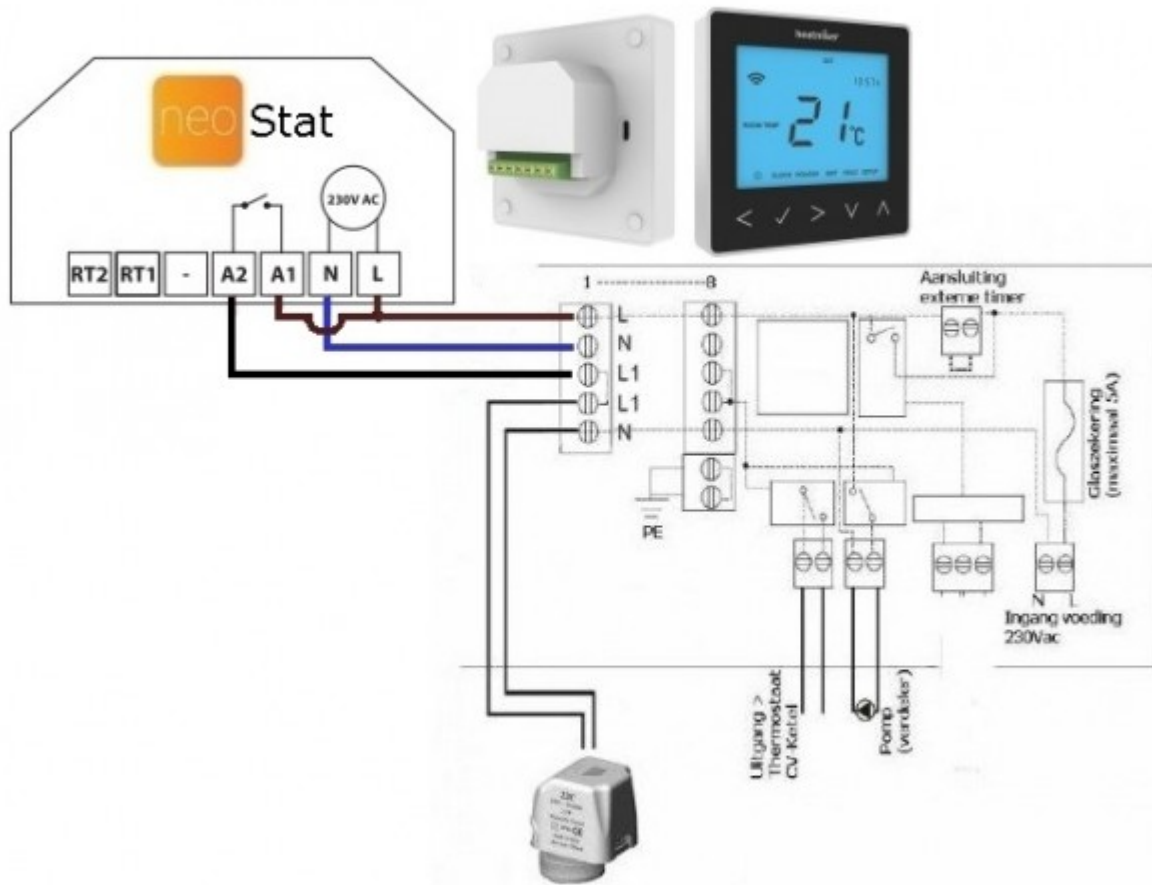 neo Stat
heatmiser
21°C
230V AC
RT2 RT1 - A2 A1 N L
1 8
L
N
L1
L1
N
PE
Aansluiting
externe timer
Glaszekering
(maximaal 5A)
N L
Ingang voeding
230Vac
Uitgang >
Thermostaat
CV-Ketel
Pomp
(verdeler)